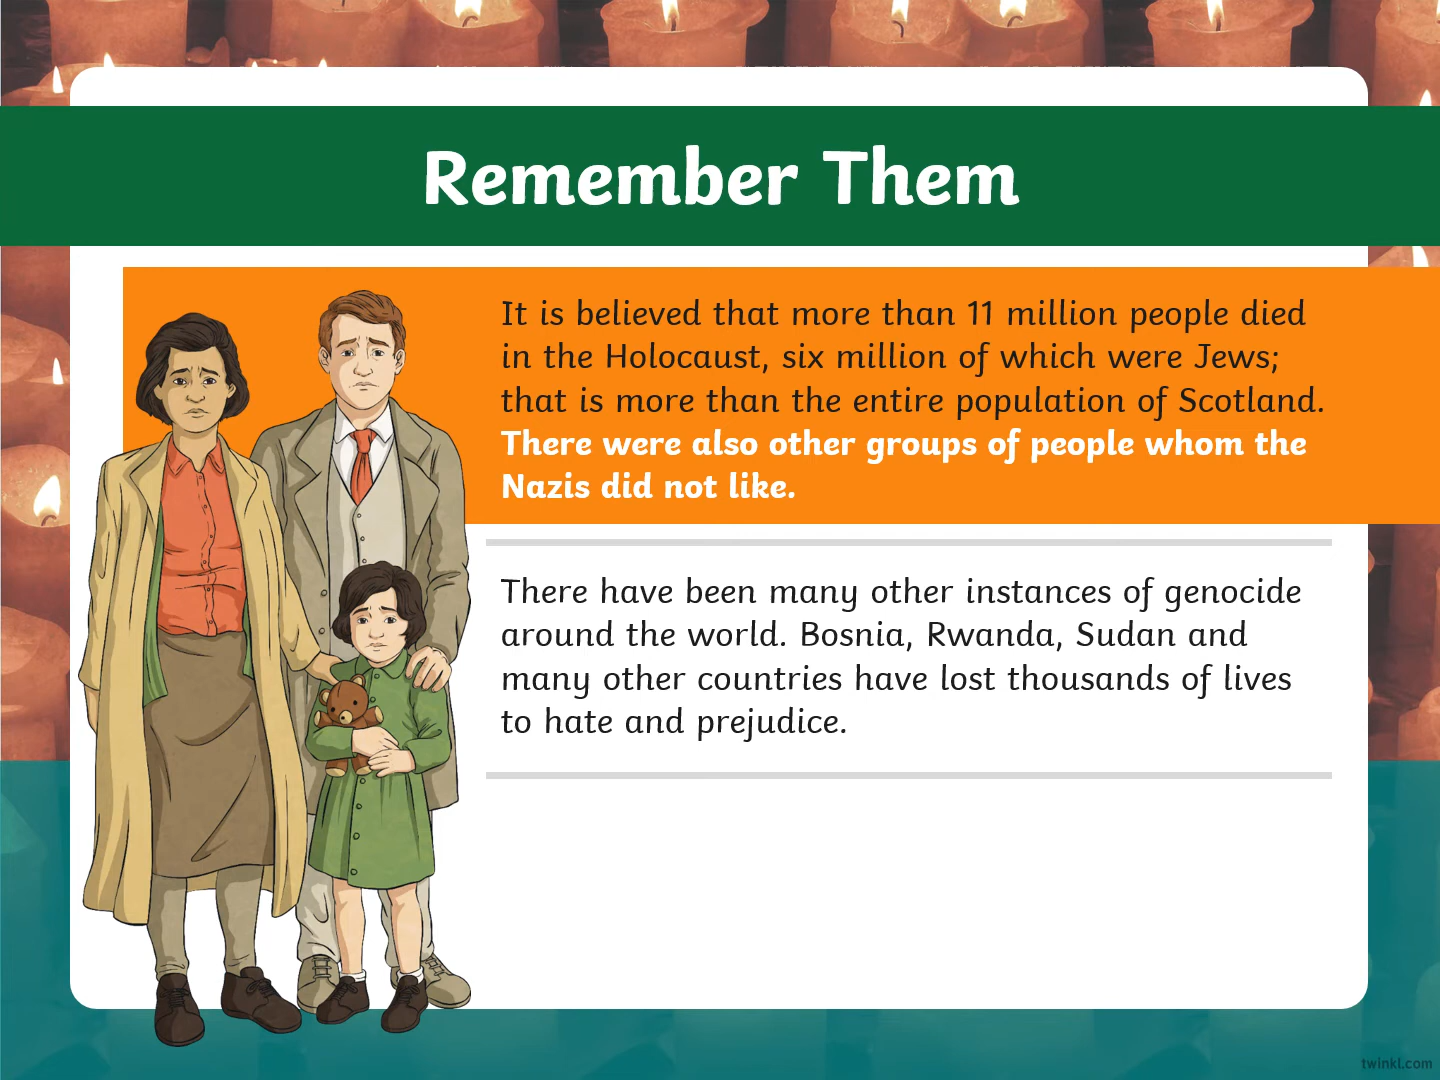 Remember Them
It is believed that more than 11 million people died
in the Holocaust, six million of which were Jews;
that is more than the entire population of Scotland.
There were also other groups of people whom the
Nazis did not like.
There have been many other instances of genocide
around the world. Bosnia, Rwanda, Sudan and
many other countries have lost thousands of lives
to hate and prejudice.
twinkl.com